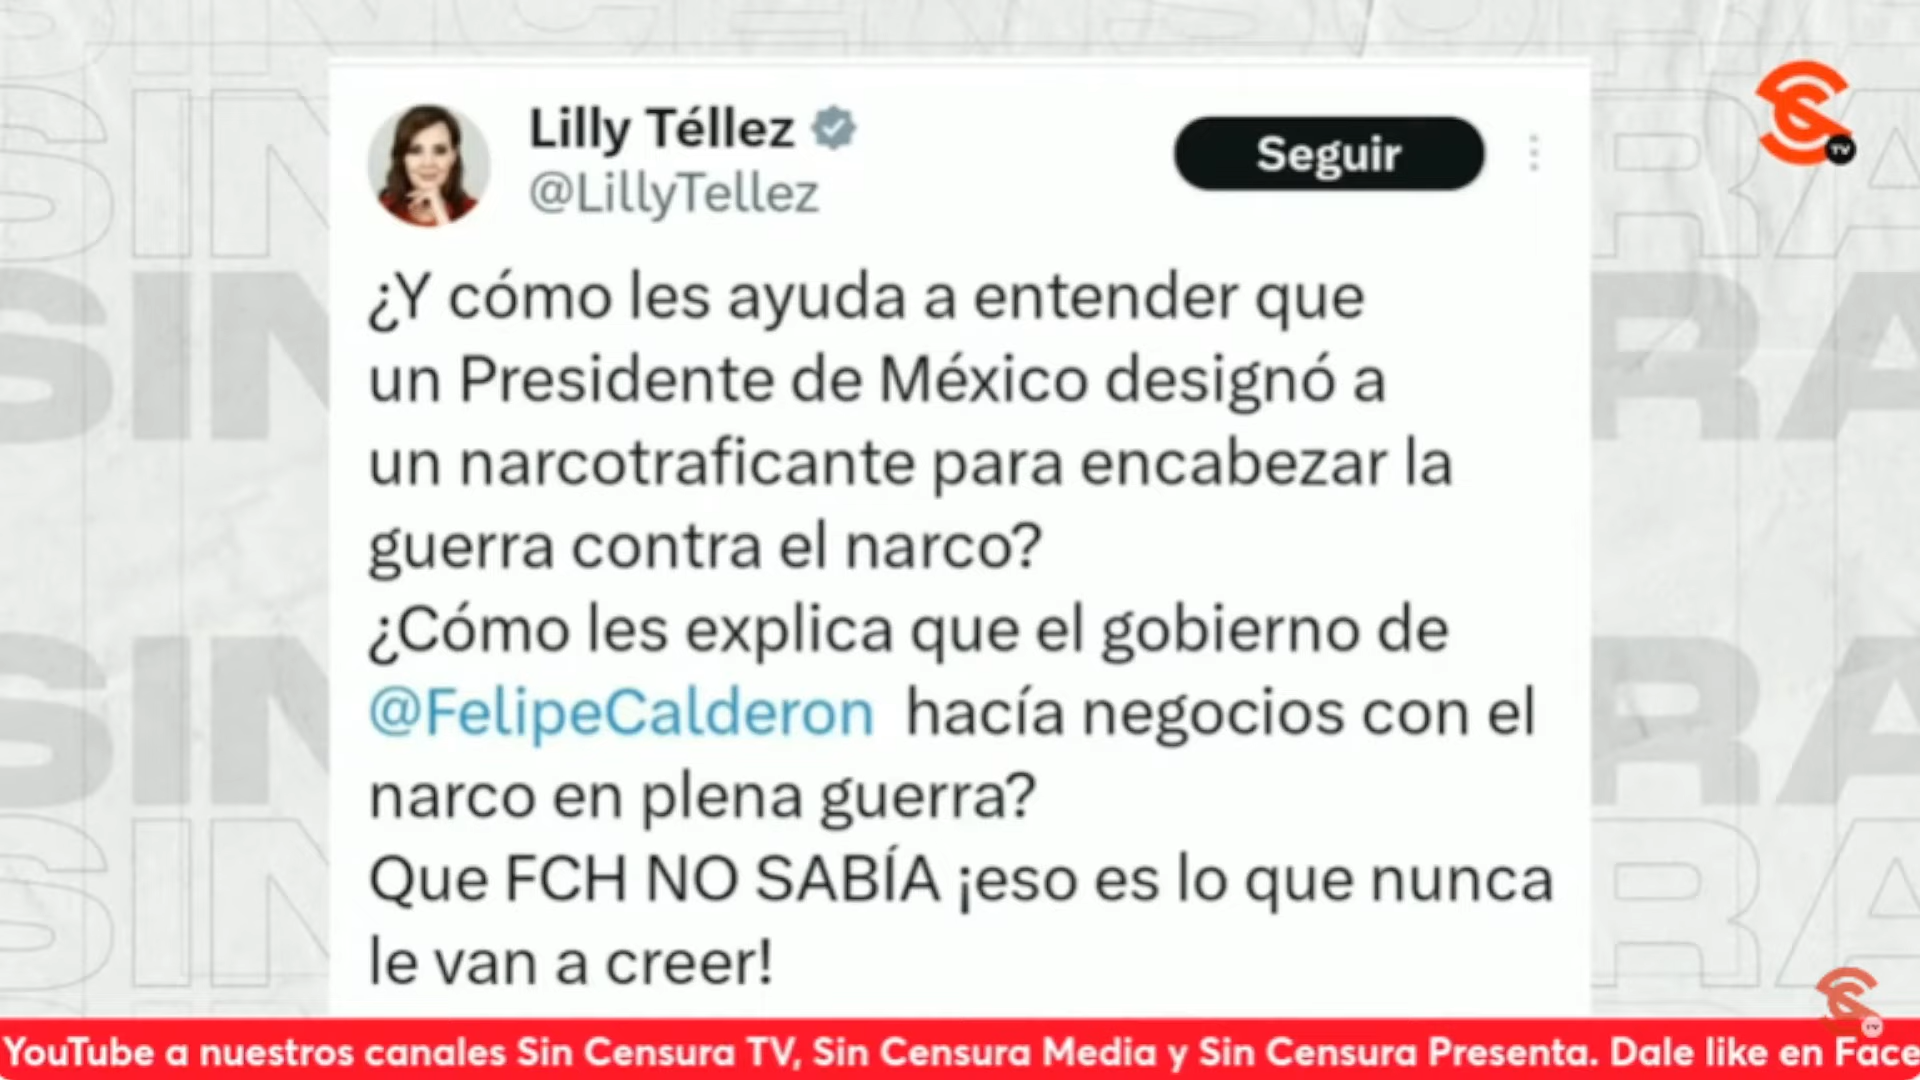 Lilly Téllez
@LillyTellez
Seguir
TV
¿Y cómo les ayuda a entender que
un Presidente de México designó a
un narcotraficante para encabezar la
guerra contra el narco?
¿Cómo les explica que el gobierno de
@FelipeCalderon hacía negocios con el
narco en plena guerra?
Que FCH NO SABÍA ¡eso es lo que nunca
le van a creer!
YouTube a nuestros canales Sin Censura TV, Sin Censura Media y Sin Censura Presenta. Dale like en Face